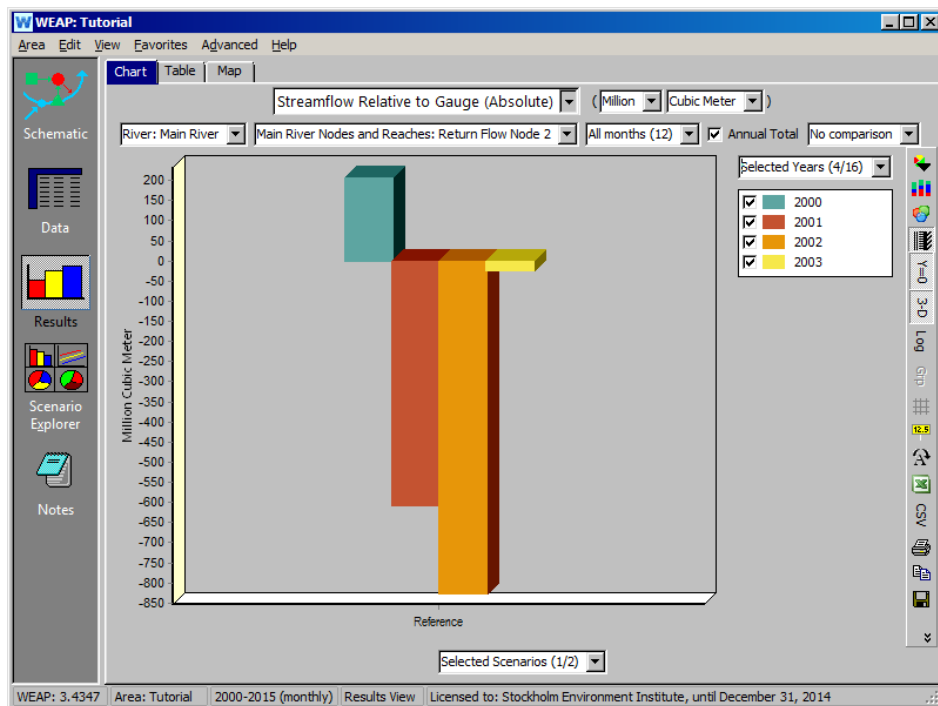 WEAP: Tutorial
Area Edit View Favorites Advanced Help
Chart Table Map
Streamflow Relative to Gauge (Absolute) ( Million Cubic Meter )
River: Main River Main River Nodes and Reaches: Return Flow Node 2 All months (12) Annual Total No comparison
Schematic
Data
Results
Scenario
Explorer
Notes
Million Cubic Meter
200
150
100
50
0
-50
-100
-150
-200
-250
-300
-350
-400
-450
-500
-550
-600
-650
-700
-750
-800
-850
Reference
Selected Scenarios (1/2)
Selected Years (4/16)
2000
2001
2002
2003
Y=0
3-D
Log
Grp
12.5
A
CSV
WEAP: 3.4347 Area: Tutorial 2000-2015 (monthly) Results View Licensed to: Stockholm Environment Institute, until December 31, 2014